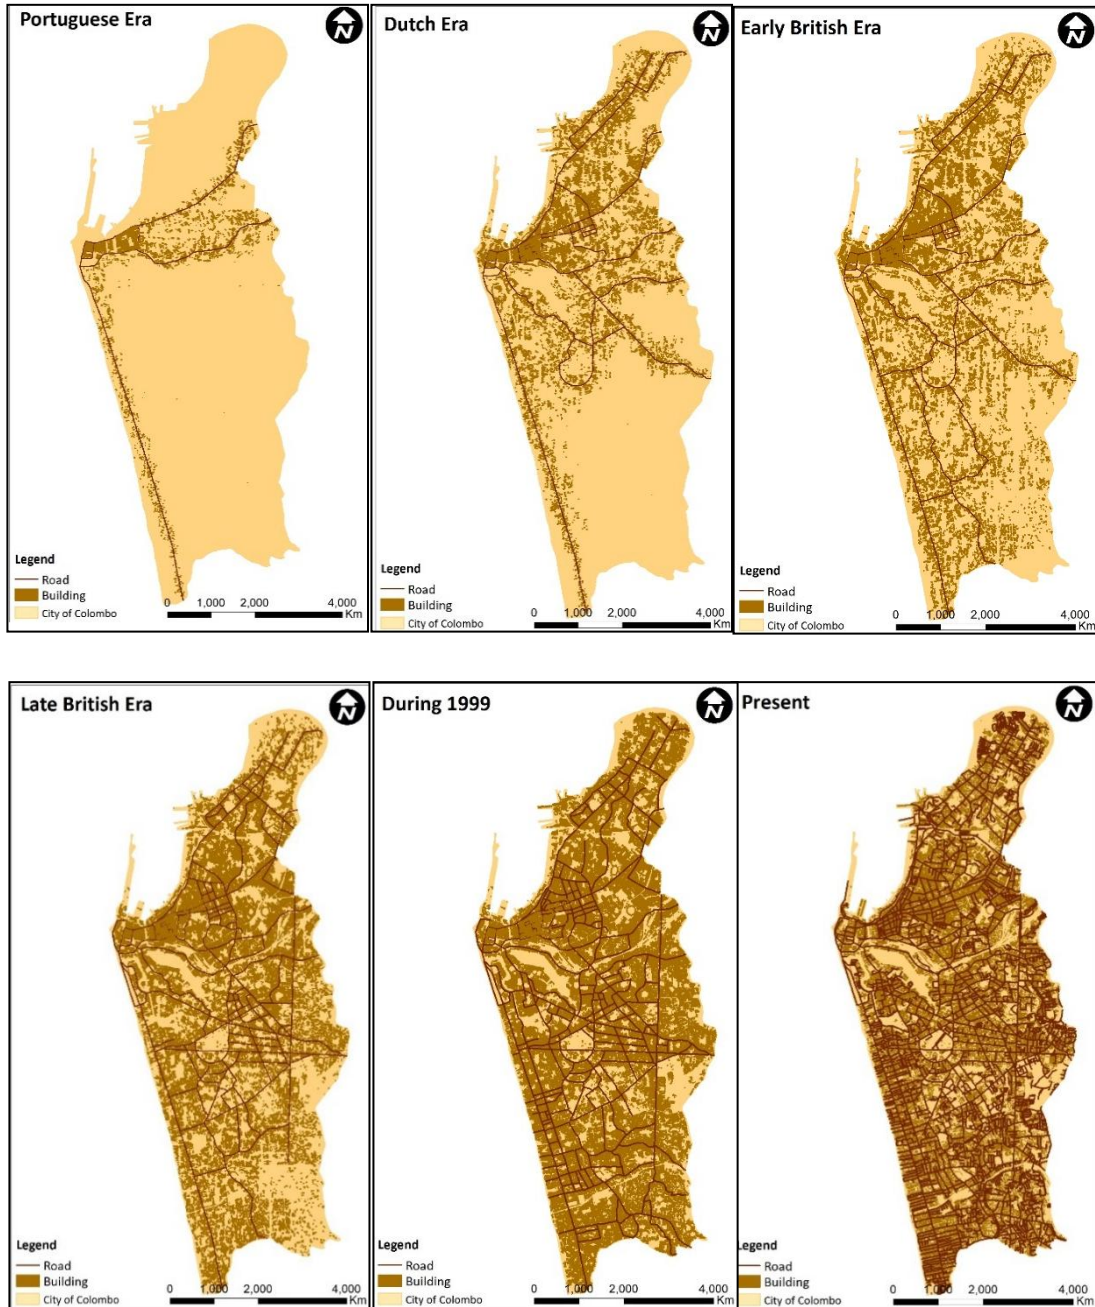 Portuguese Era
N
Legend
Road
Building
City of Colombo
0 1,000 2,000 4,000
Km
Dutch Era
N
Legend
Road
Building
City of Colombo
0 1,000 2,000 4,000
Km
Early British Era
N
Legend
Road
Building
City of Colombo
0 1,000 2,000 4,000
Km
Late British Era
N
Legend
Road
Building
City of Colombo
0 1,000 2,000 4,000
Km
During 1999
N
Legend
Road
Building
City of Colombo
0 1,000 2,000 4,000
Km
Present
N
Legend
Road
Building
City of Colombo
0 1,000 2,000 4,000
Km